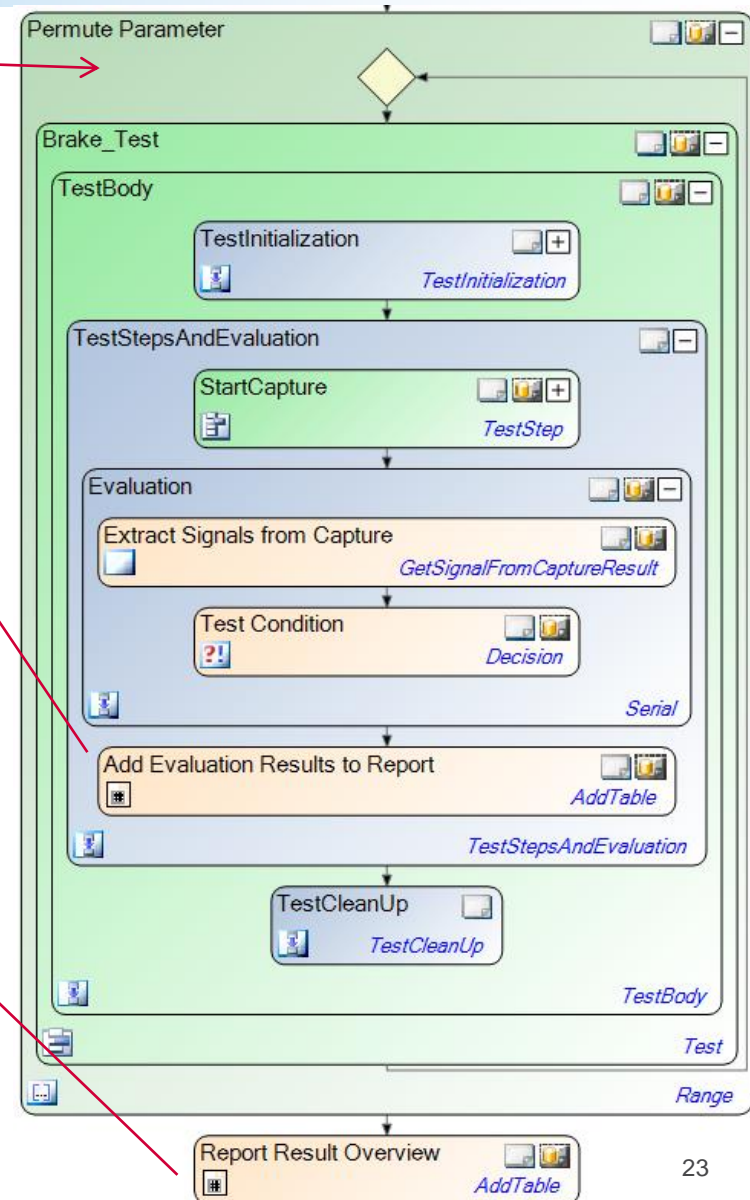 Permute Parameter
Brake_Test
TestBody
TestInitialization
TestInitialization
TestStepsAndEvaluation
StartCapture
TestStep
Evaluation
Extract Signals from Capture
GetSignalFromCaptureResult
Test Condition
?!
Decision
Serial
Add Evaluation Results to Report
#
AddTable
TestStepsAndEvaluation
TestCleanUp
TestCleanUp
TestBody
Test
[..]
Range
Report Result Overview
#
AddTable
23